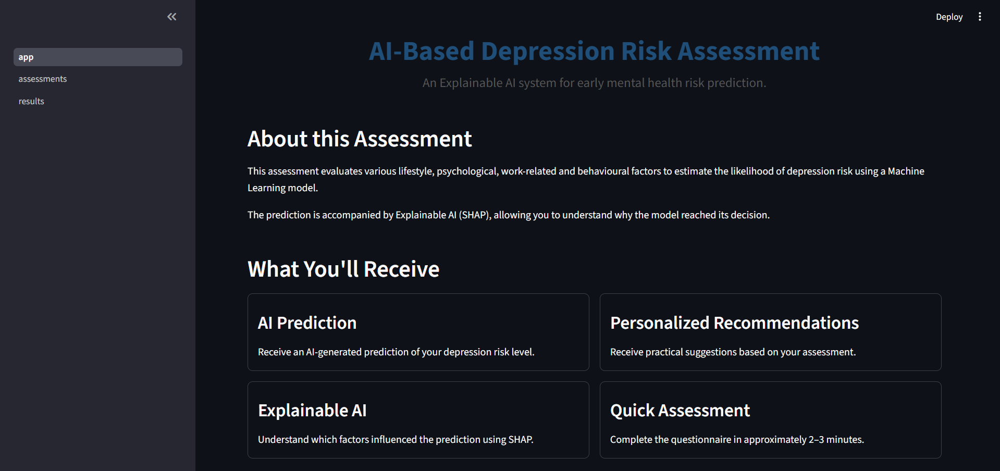 Deploy
app
assessments
results
AI-Based Depression Risk Assessment
An Explainable AI system for early mental health risk prediction.
About this Assessment
This assessment evaluates various lifestyle, psychological, work-related and behavioural factors to estimate the likelihood of depression risk using a Machine
Learning model.
The prediction is accompanied by Explainable AI (SHAP), allowing you to understand why the model reached its decision.
What You'll Receive
AI Prediction
Receive an AI-generated prediction of your depression risk level.
Personalized Recommendations
Receive practical suggestions based on your assessment.
Explainable AI
Understand which factors influenced the prediction using SHAP.
Quick Assessment
Complete the questionnaire in approximately 2–3 minutes.